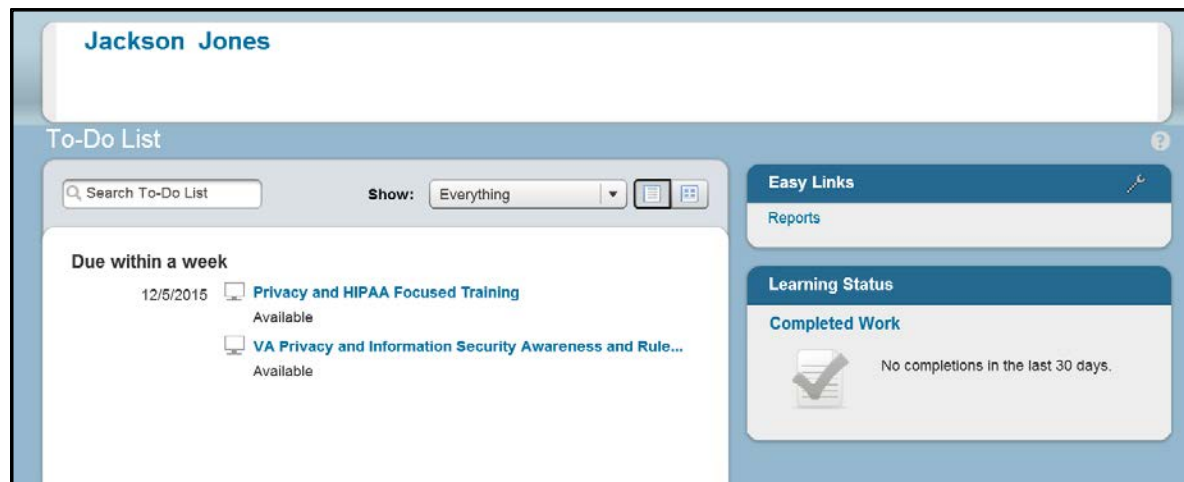 Jackson Jones
To-Do List
?
Search To-Do List
Show:
Everything
Due within a week
12/5/2015
Privacy and HIPAA Focused Training
Available
VA Privacy and Information Security Awareness and Rule...
Available
Easy Links
Reports
Learning Status
Completed Work
No completions in the last 30 days.